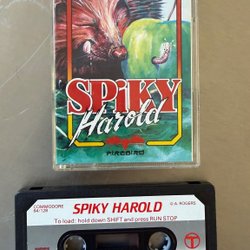 SPiKY
Harold
FIREBIRD
COMMODORE
64/128
SPIKY HAROLD
© A. ROGERS
To load: hold down SHIFT and press RUN STOP